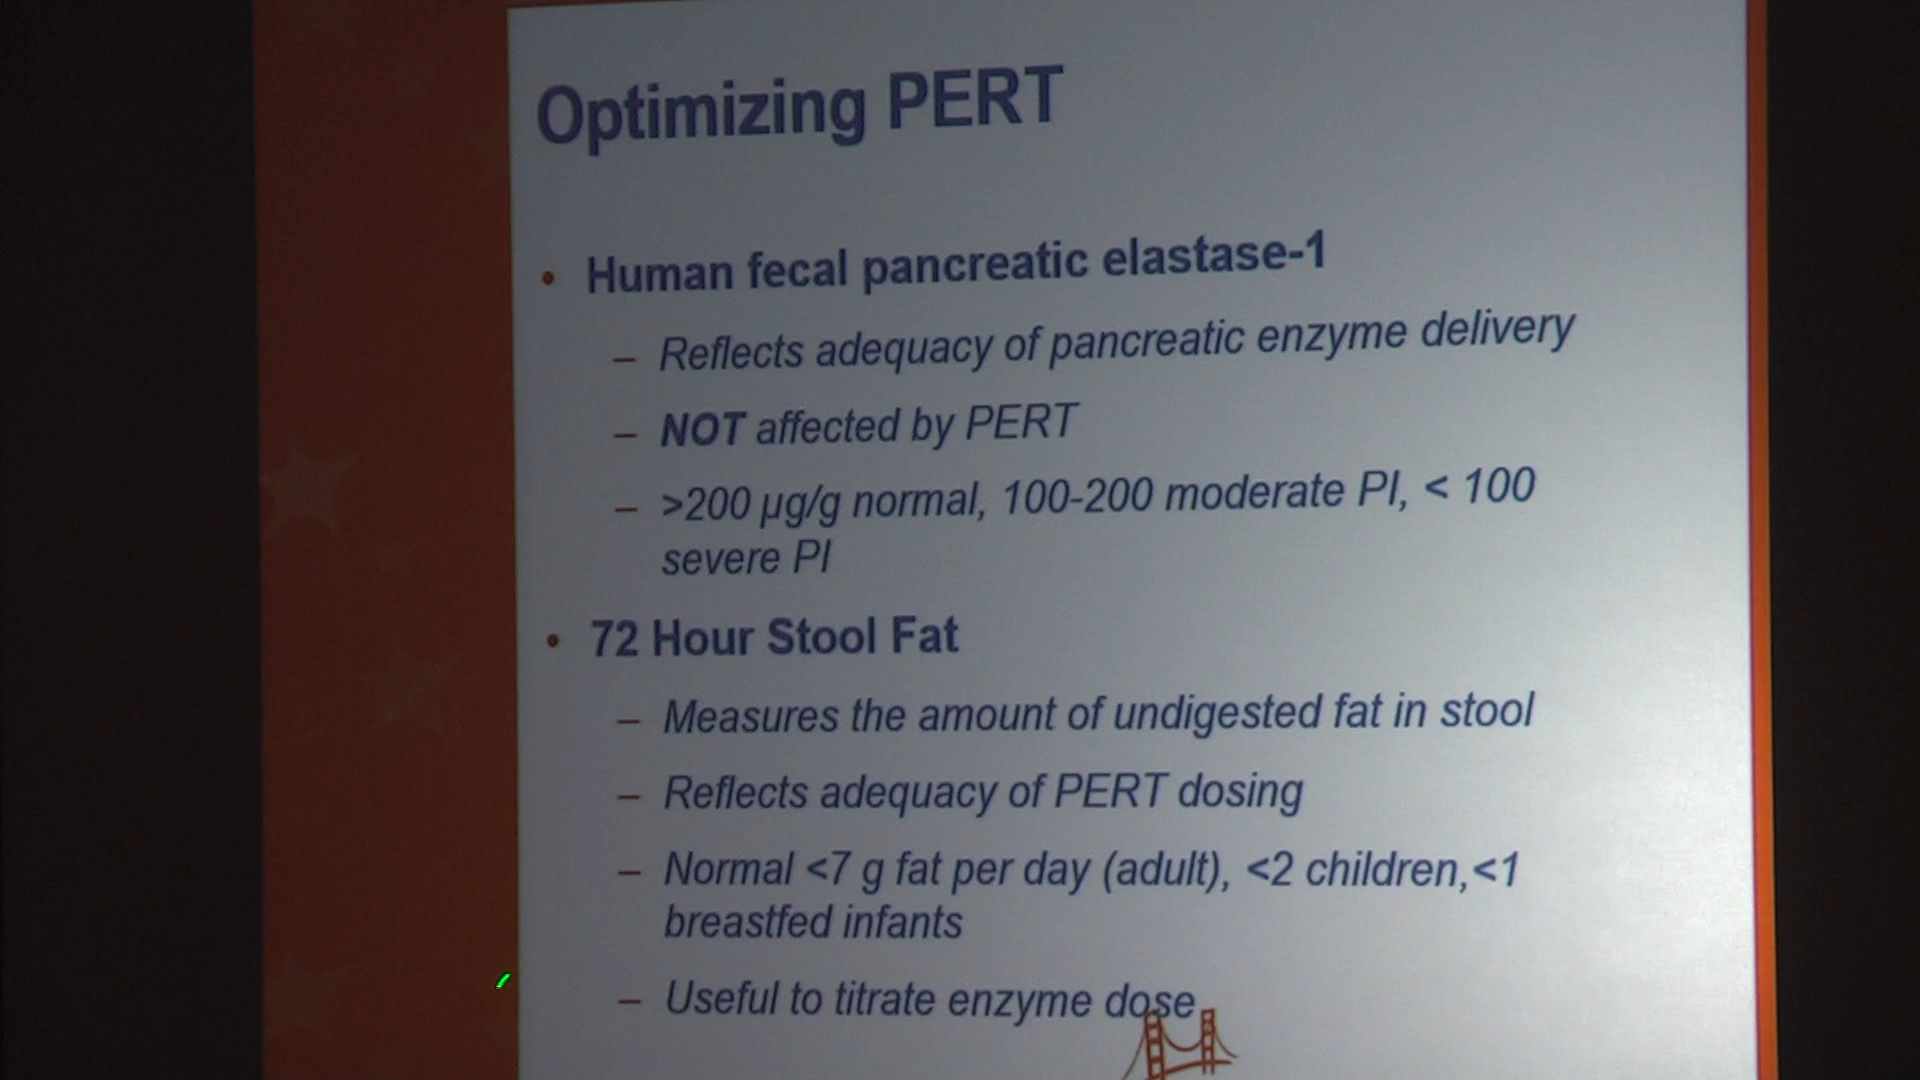 Optimizing PERT
• Human fecal pancreatic elastase-1
– Reflects adequacy of pancreatic enzyme delivery
– NOT affected by PERT
– >200 µg/g normal, 100-200 moderate PI, < 100
severe PI
• 72 Hour Stool Fat
– Measures the amount of undigested fat in stool
– Reflects adequacy of PERT dosing
– Normal <7 g fat per day (adult), <2 children,<1
breastfed infants
– Useful to titrate enzyme dose